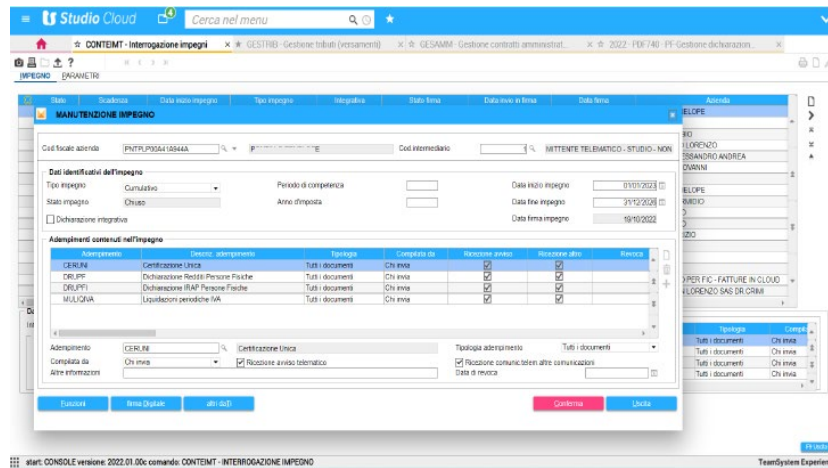 Studio Cloud
4
Cerca nel menu
CONTEIMT - Interrogazione impegni
GESTRIB - Gestione tributi (versamenti)
GESAMM - Gestione contratti amministrat...
2022 - PDF740 - PF-Gestione dichiarazion...
IMPEGNO PARAMETRI
Stato Scadenza Data inizio impegno Tipo impegno Integrativa Stato firma Data invio in firma Data firma Azienda
MANUTENZIONE IMPEGNO
ELOPE
LORENZO
SSANDRO ANDREA
OVANNI
ELOPE
Cod fiscale azienda PNTPLP00A41A944A Cod intermediario MITTENTE TELEMATICO - STUDIO - NON
Dati identificativi dell'impegno
Tipo impegno Cumulativo Periodo di competenza Data inizio impegno 01/01/2023
Stato impegno Chiuso Anno d'imposta Data fine impegno 31/12/2026
Dichiarazione integrativa Data firma impegno 19/10/2022
Adempimenti contenuti nell'impegno
Adempimento Descriz. adempimento Tipologia Compilata da Ricezione avviso Ricezione altro Revoca
CERUNI Certificazione Unica Tutti i documenti Chi invia
DRUPF Dichiarazione Redditi Persone Fisiche Tutti i documenti Chi invia
DRUPFI Dichiarazione IRAP Persone Fisiche Tutti i documenti Chi invia
MULIQIVA Liquidazioni periodiche IVA Tutti i documenti Chi invia
PER FIC - FATTURE IN CLOUD
LORENZO SAS DR.CRIMI
Tipologia
Tutti i documenti Chi invia
Tutti i documenti Chi invia
Tutti i documenti Chi invia
Tutti i documenti Chi invia
Adempimento CERUNI Certificazione Unica Tipologia adempimento Tutti i documenti
Compilata da Chi invia Ricezione avviso telematico Ricezione comunic.telem altre comunicazioni
Altre informazioni Data di revoca
Funzioni firma Digitale altri daTi Conferma Uscita
start: CONSOLE versione: 2022.01.00c comando: CONTEIMT - INTERROGAZIONE IMPEGNO
TeamSystem Experien